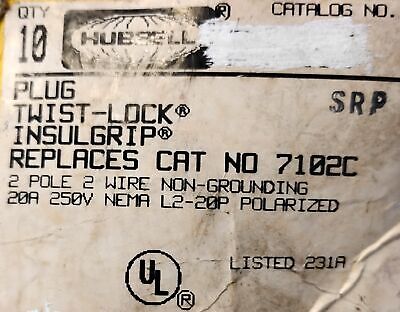 QTY
10
HUBBELL®
CATALOG NO.
PLUG
TWIST-LOCK®
INSULGRIP®
SRP
REPLACES CAT NO 7102C
2 POLE 2 WIRE NON-GROUNDING
20A 250V NEMA L2-20P POLARIZED
UL®
LISTED 231A